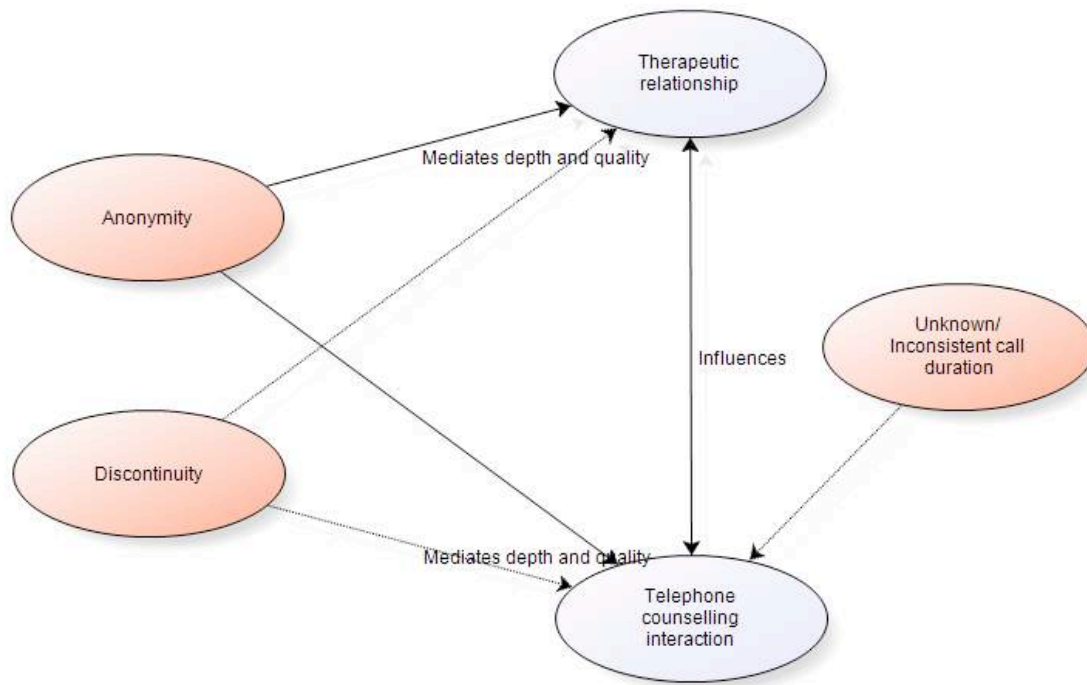 Therapeutic
relationship
Mediates depth and quality
Anonymity
Unknown/
Inconsistent call
duration
Influences
Discontinuity
Mediates depth and quality
Telephone
counselling
interaction